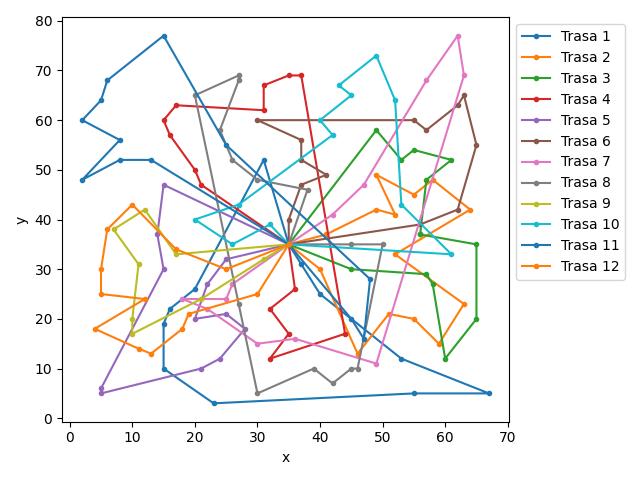 80
70
60
50
40
30
20
10
0
y
0 10 20 30 40 50 60 70
x
Trasa 1
Trasa 2
Trasa 3
Trasa 4
Trasa 5
Trasa 6
Trasa 7
Trasa 8
Trasa 9
Trasa 10
Trasa 11
Trasa 12